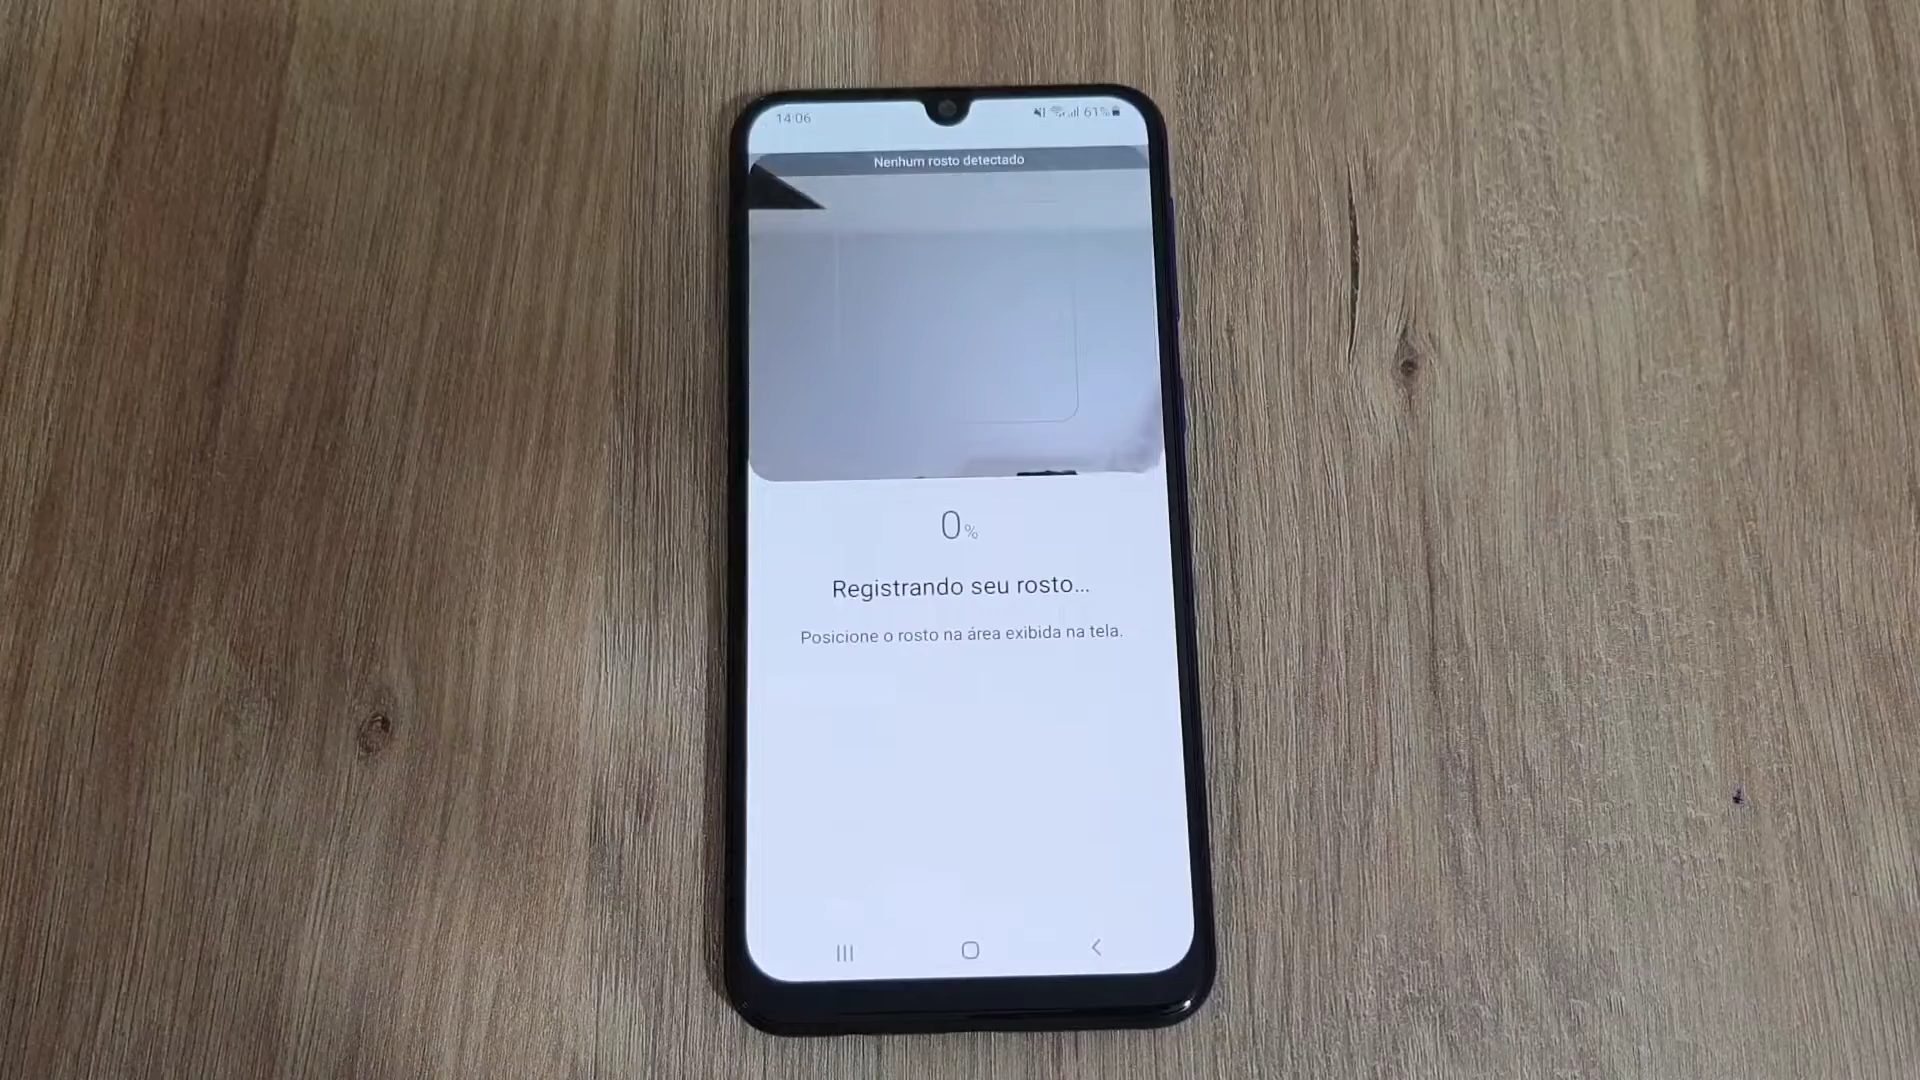 14:06
61%
Nenhum rosto detectado
0%
Registrando seu rosto...
Posicione o rosto na área exibida na tela.